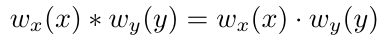 w_x(x) * w_y(y) = w_x(x) · w_y(y)